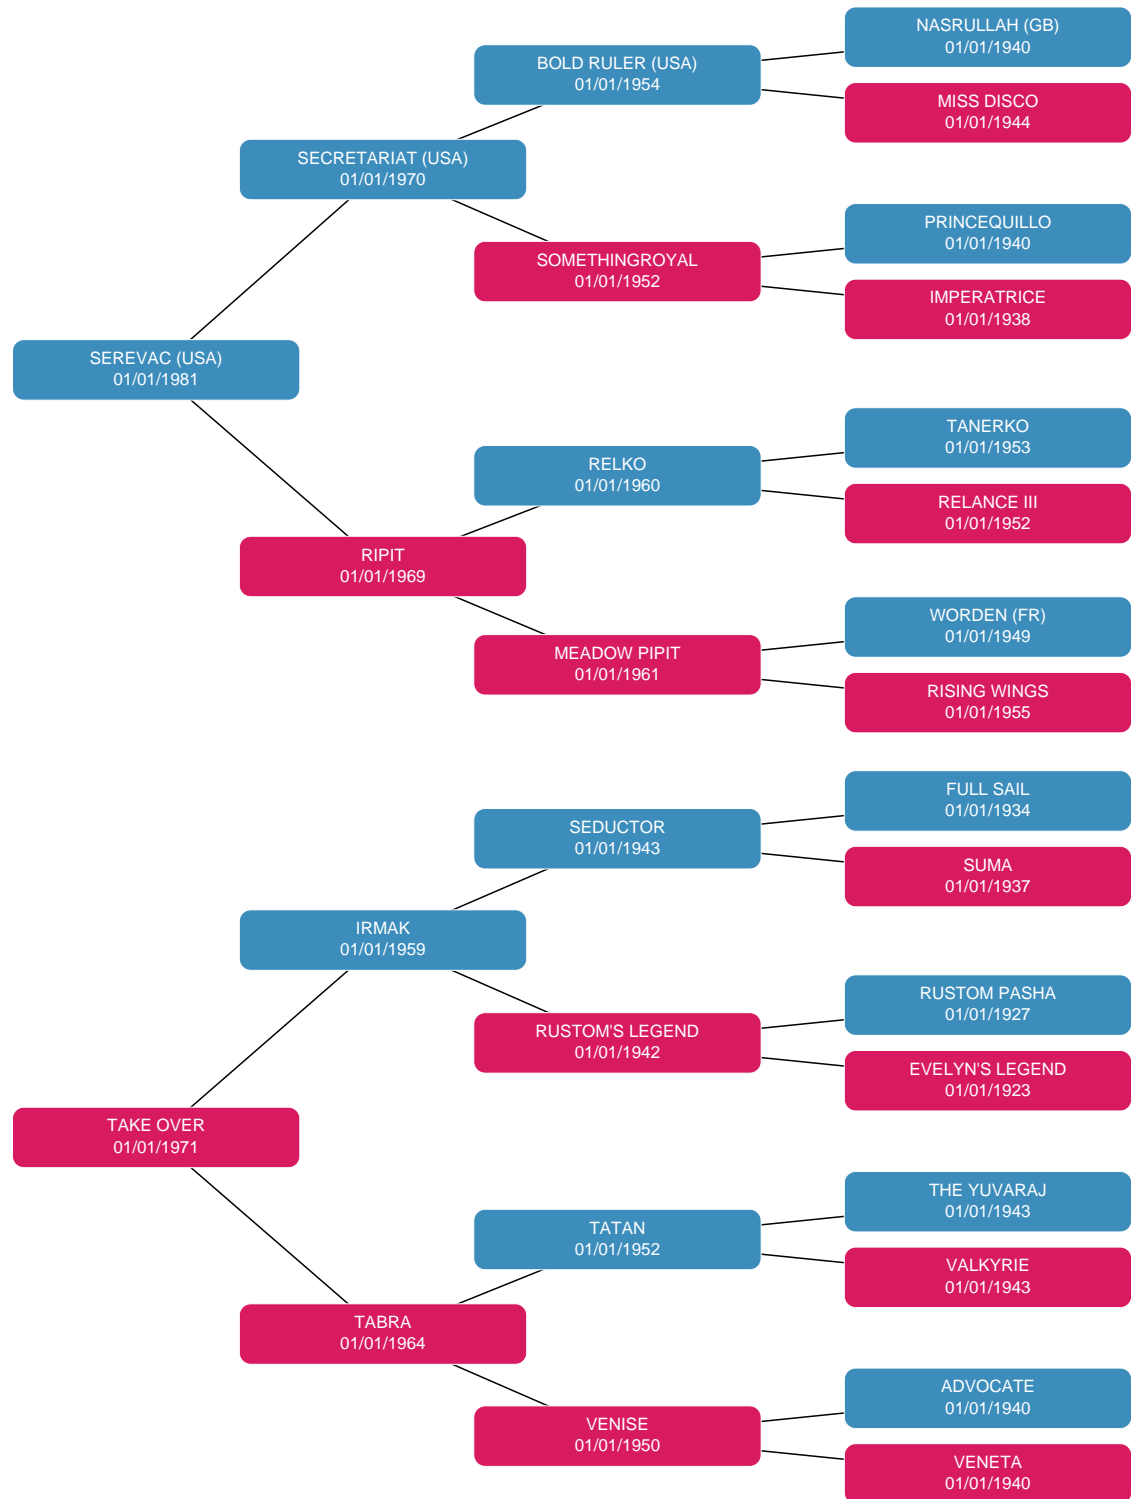 NASRULLAH (GB)
01/01/1940
BOLD RULER (USA)
01/01/1954
MISS DISCO
01/01/1944
SECRETARIAT (USA)
01/01/1970
PRINCEQUILLO
01/01/1940
SOMETHINGROYAL
01/01/1952
IMPERATRICE
01/01/1938
SEREVAC (USA)
01/01/1981
TANERKO
01/01/1953
RELKO
01/01/1960
RELANCE III
01/01/1952
RIPIT
01/01/1969
WORDEN (FR)
01/01/1949
MEADOW PIPIT
01/01/1961
RISING WINGS
01/01/1955
FULL SAIL
01/01/1934
SEDUCTOR
01/01/1943
SUMA
01/01/1937
IRMAK
01/01/1959
RUSTOM PASHA
01/01/1927
RUSTOM'S LEGEND
01/01/1942
EVELYN'S LEGEND
01/01/1923
TAKE OVER
01/01/1971
THE YUVARAJ
01/01/1943
TATAN
01/01/1952
VALKYRIE
01/01/1943
TABRA
01/01/1964
ADVOCATE
01/01/1940
VENISE
01/01/1950
VENETA
01/01/1940